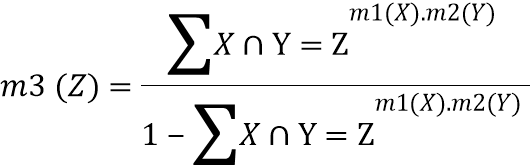 m3 (Z) = ∑X ∩ Y = Z^{m1(X).m2(Y)} / 1 − ∑X ∩ Y = Z^{m1(X).m2(Y)}